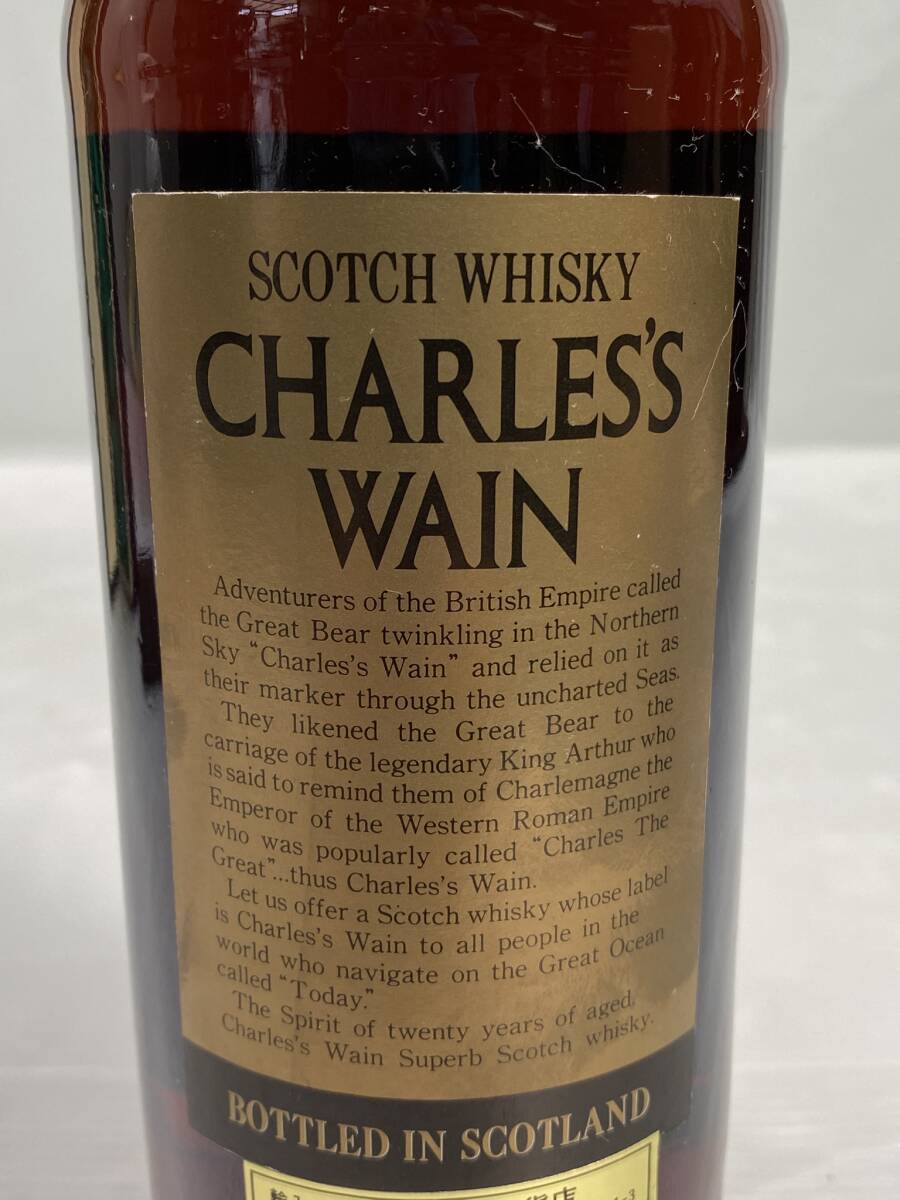 SCOTCH WHISKY
CHARLES'S
WAIN
Adventurers of the British Empire called
the Great Bear twinkling in the Northern
Sky "Charles's Wain" and relied on it as
their marker through the uncharted Seas.
They likened the Great Bear to the
carriage of the legendary King Arthur who
is said to remind them of Charlemagne the
Emperor of the Western Roman Empire
who was popularly called "Charles The
Great"...thus Charles's Wain.
Let us offer a Scotch whisky whose label
is Charles's Wain to all people in the
world who navigate on the Great Ocean
called "Today."
The Spirit of twenty years of aged,
Charles's Wain Superb Scotch whisky.
BOTTLED IN SCOTLAND